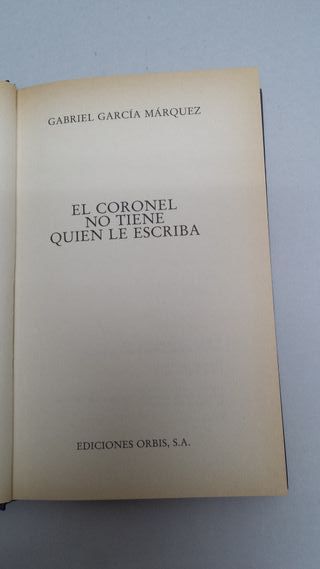 GABRIEL GARCÍA MÁRQUEZ
EL CORONEL
NO TIENE
QUIEN LE ESCRIBA
EDICIONES ORBIS, S.A.